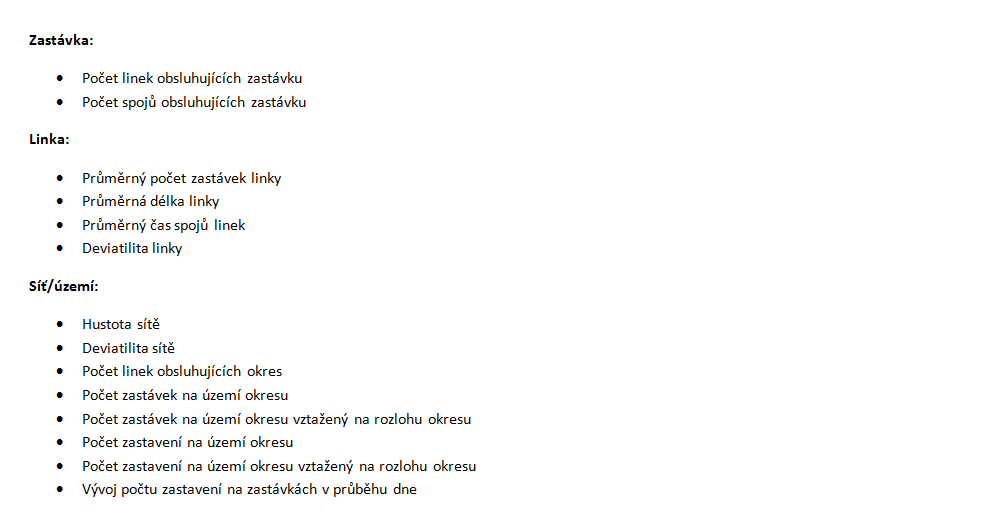 Zastávka:
• Počet linek obsluhujících zastávku
• Počet spojů obsluhujících zastávku
Linka:
• Průměrný počet zastávek linky
• Průměrná délka linky
• Průměrný čas spojů linek
• Deviatilita linky
Síť/území:
• Hustota sítě
• Deviatilita sítě
• Počet linek obsluhujících okres
• Počet zastávek na území okresu
• Počet zastávek na území okresu vztažený na rozlohu okresu
• Počet zastavení na území okresu
• Počet zastavení na území okresu vztažený na rozlohu okresu
• Vývoj počtu zastavení na zastávkách v průběhu dne